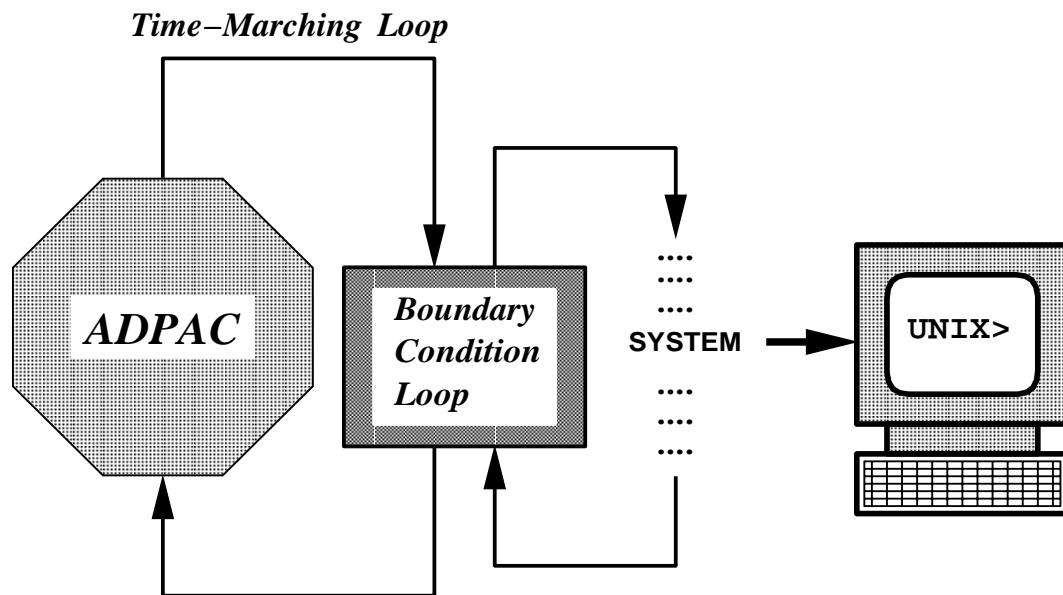 Time−Marching Loop
ADPAC
Boundary
Condition
Loop
....
....
....
SYSTEM
....
....
....
UNIX>